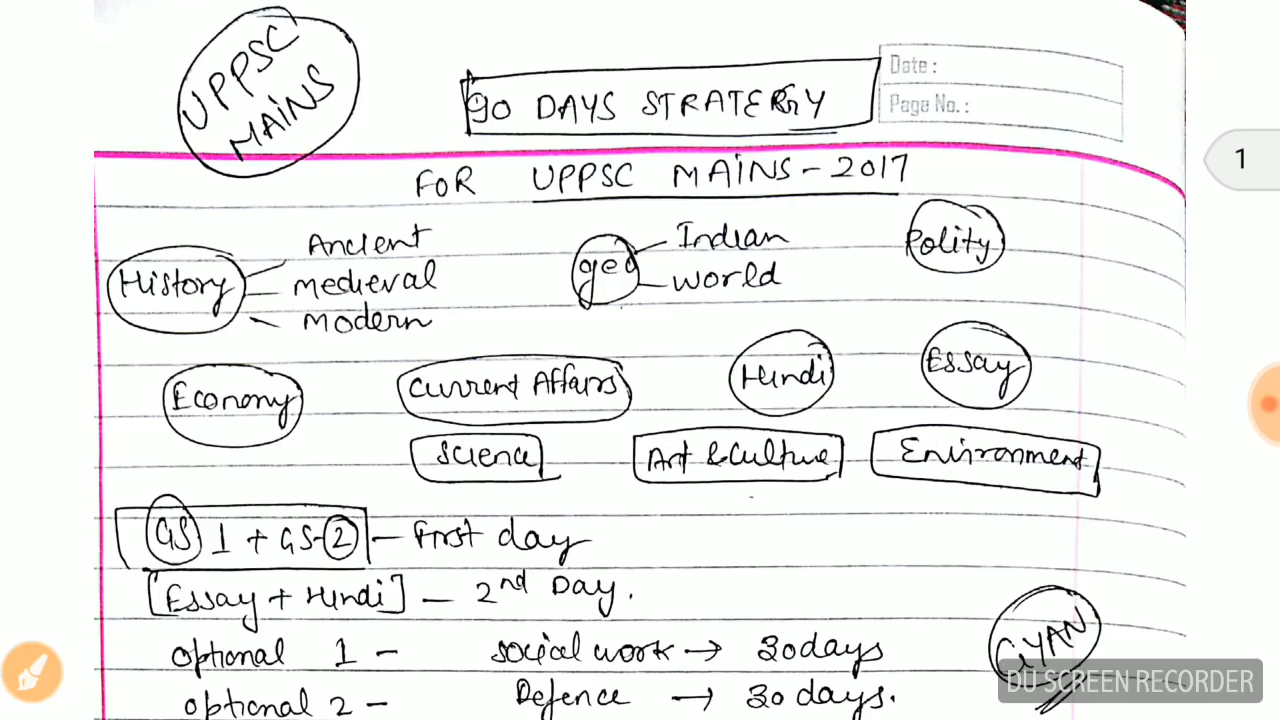 UPPSC
MAINS
90 DAYS STRATERGY
Date :
Page No. :
FOR UPPSC MAINS - 2017
1
History
Ancient
medieval
modern
geo
Indian
world
Polity
Economy
Current Affairs
Hindi
Essay
Science
Art & Culture
Environment
GS 1 + GS-2 - First day
[Essay + Hindi] - 2nd Day.
optional 1 - social work → 30 days
optional 2 - Defence → 30 days.
GYAN
DU SCREEN RECORDER